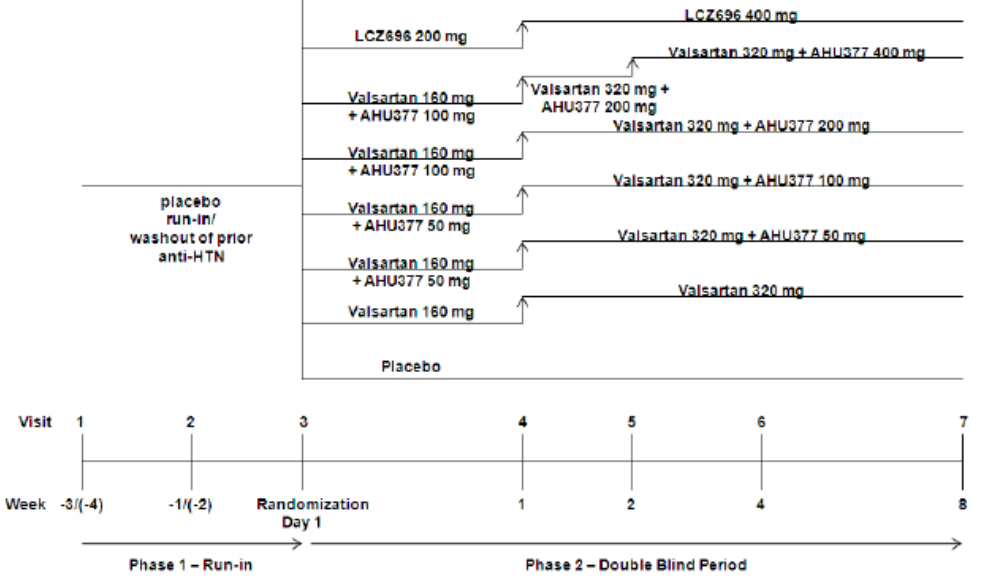 LCZ696 400 mg
LCZ696 200 mg
Valsartan 320 mg + AHU377 400 mg
Valsartan 320 mg +
AHU377 200 mg
Valsartan 160 mg
+ AHU377 100 mg
Valsartan 320 mg + AHU377 200 mg
Valsartan 160 mg
+ AHU377 100 mg
Valsartan 320 mg + AHU377 100 mg
placebo
run-in/
washout of prior
anti-HTN
Valsartan 160 mg
+ AHU377 50 mg
Valsartan 320 mg + AHU377 50 mg
Valsartan 160 mg
+ AHU377 50 mg
Valsartan 320 mg
Valsartan 160 mg
Placebo
Visit 1 2 3 4 5 6 7
Week -3/(-4) -1/(-2) Randomization 1 2 4 8
Day 1
Phase 1 – Run-in Phase 2 – Double Blind Period